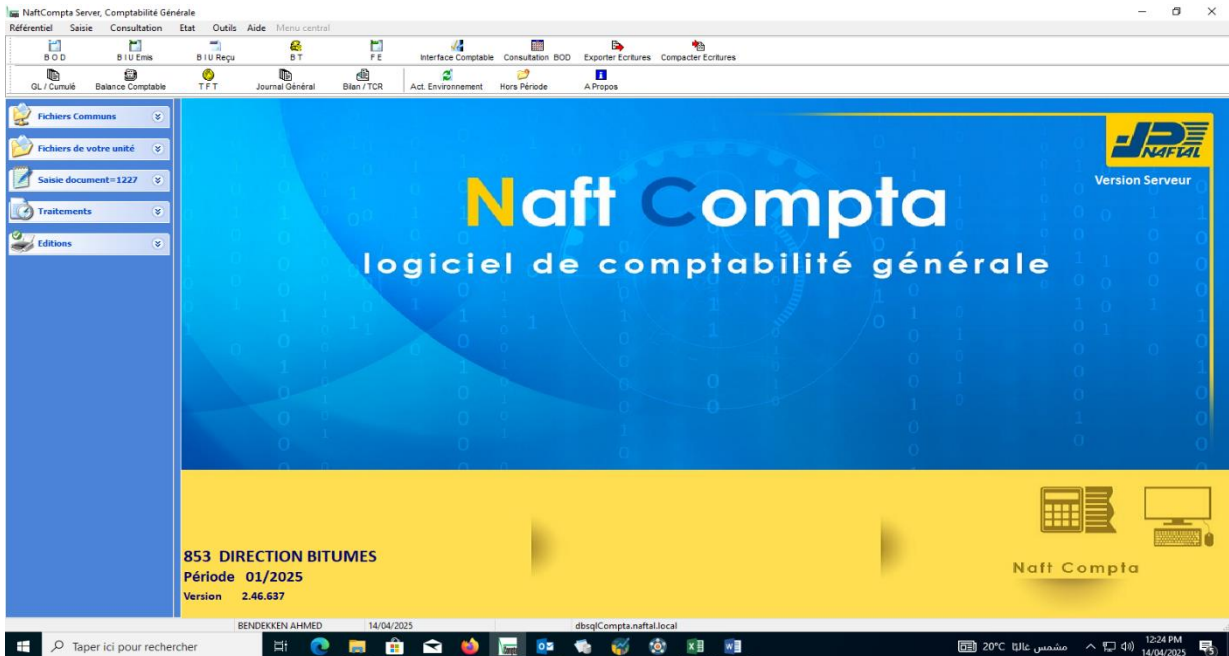 NaftCompta Server, Comptabilité Générale
Référentiel Saisie Consultation Etat Outils Aide Menu central
B O D B I U Emis B I U Reçu B T F E Interface Comptable Consultation BOD Exporter Ecritures Compacter Ecritures
GL / Cumulé Balance Comptable T F T Journal Général Bilan / TCR Act. Environnement Hors Période A Propos
Fichiers Communs
Fichiers de votre unité
Saisie document=1227
Traitements
Editions
NAFTAL
Version Serveur
Naft Compta
logiciel de comptabilité générale
853 DIRECTION BITUMES
Période 01/2025
Version 2.46.637
Naft Compta
BENDEKKEN AHMED 14/04/2025 dbsqlCompta.naftal.local
Taper ici pour rechercher
20°C مشمس غالبًا
12:24 PM
14/04/2025